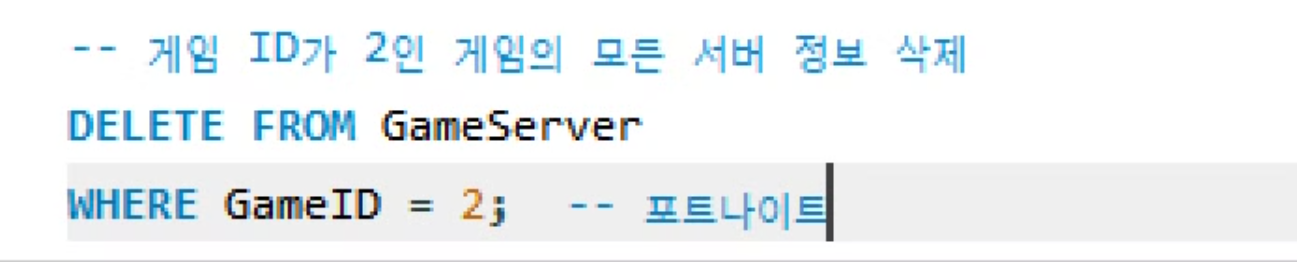 -- 게임 ID가 2인 게임의 모든 서버 정보 삭제
DELETE FROM GameServer
WHERE GameID = 2;  -- 포트나이트